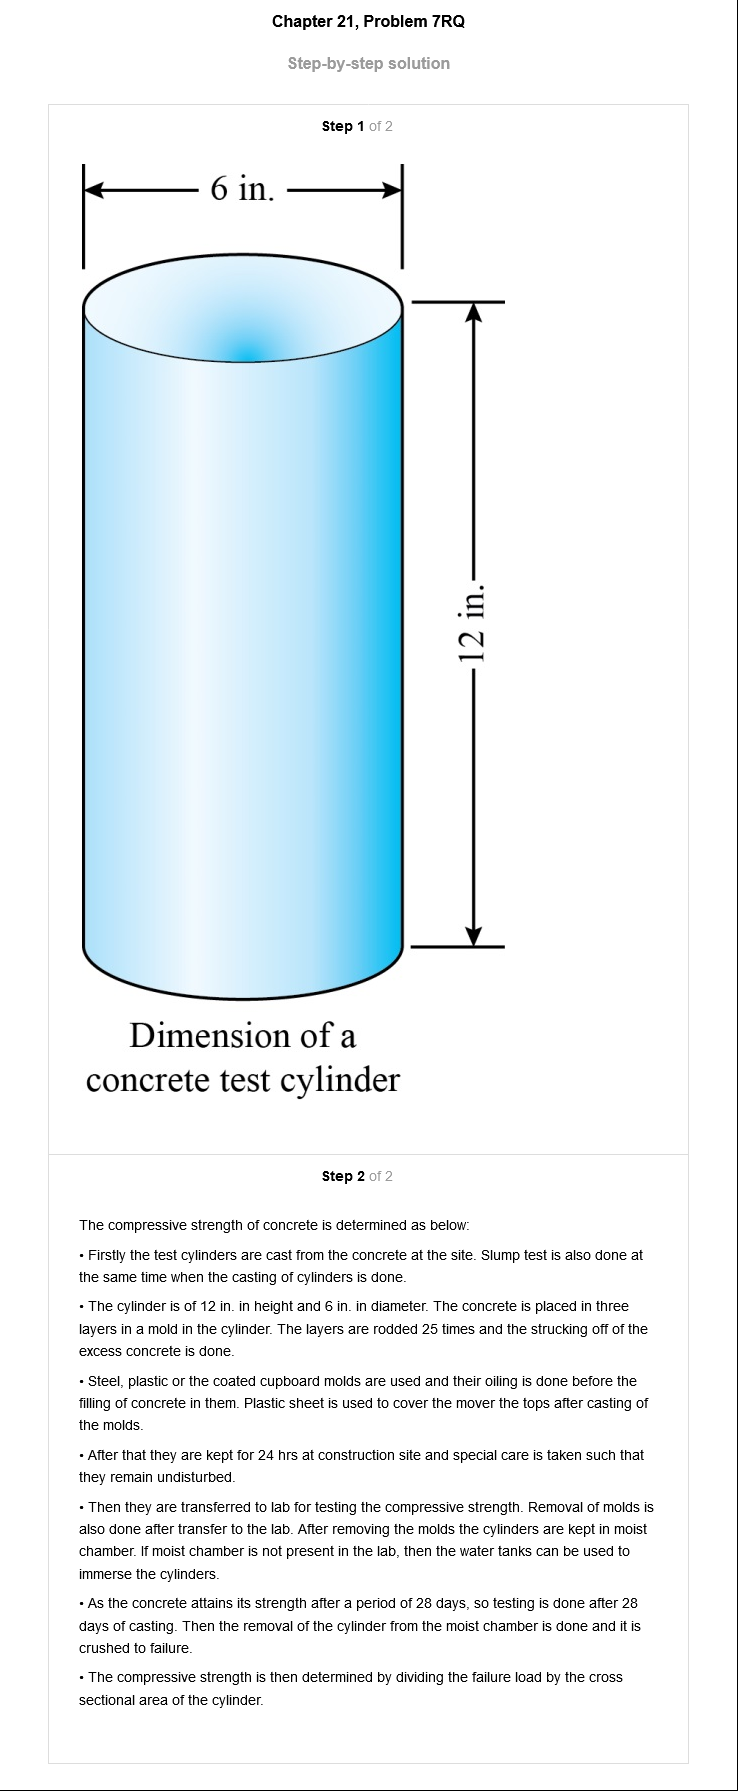 Chapter 21, Problem 7RQ
Step-by-step solution
Step 1 of 2
6 in.
12 in.
Dimension of a
concrete test cylinder
Step 2 of 2
The compressive strength of concrete is determined as below:
• Firstly the test cylinders are cast from the concrete at the site. Slump test is also done at
the same time when the casting of cylinders is done.
• The cylinder is of 12 in. in height and 6 in. in diameter. The concrete is placed in three
layers in a mold in the cylinder. The layers are rodded 25 times and the strucking off of the
excess concrete is done.
• Steel, plastic or the coated cupboard molds are used and their oiling is done before the
filling of concrete in them. Plastic sheet is used to cover the mover the tops after casting of
the molds.
• After that they are kept for 24 hrs at construction site and special care is taken such that
they remain undisturbed.
• Then they are transferred to lab for testing the compressive strength. Removal of molds is
also done after transfer to the lab. After removing the molds the cylinders are kept in moist
chamber. If moist chamber is not present in the lab, then the water tanks can be used to
immerse the cylinders.
• As the concrete attains its strength after a period of 28 days, so testing is done after 28
days of casting. Then the removal of the cylinder from the moist chamber is done and it is
crushed to failure.
• The compressive strength is then determined by dividing the failure load by the cross
sectional area of the cylinder.